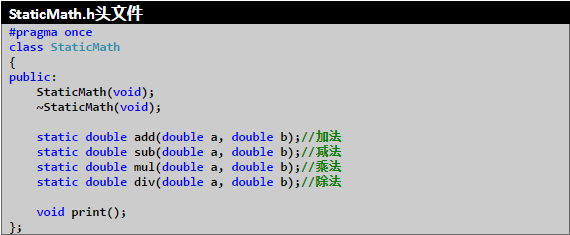 StaticMath.h头文件
#pragma once
class StaticMath
{
public:
    StaticMath(void);
    ~StaticMath(void);
    static double add(double a, double b);//加法
    static double sub(double a, double b);//减法
    static double mul(double a, double b);//乘法
    static double div(double a, double b);//除法
    void print();
};